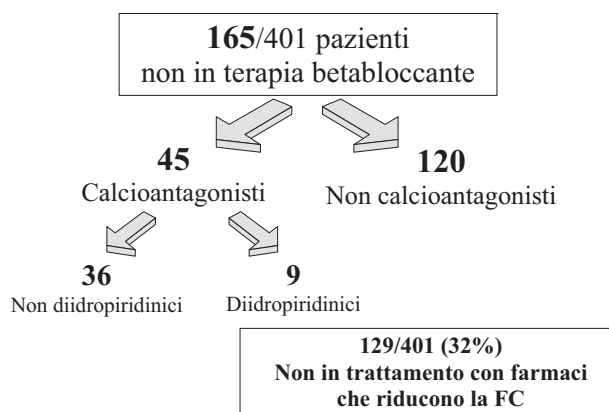 165/401 pazienti
non in terapia betabloccante
45
Calcioantagonisti
120
Non calcioantagonisti
36
Non diidropiridinici
9
Diidropiridinici
129/401 (32%)
Non in trattamento con farmaci
che riducono la FC